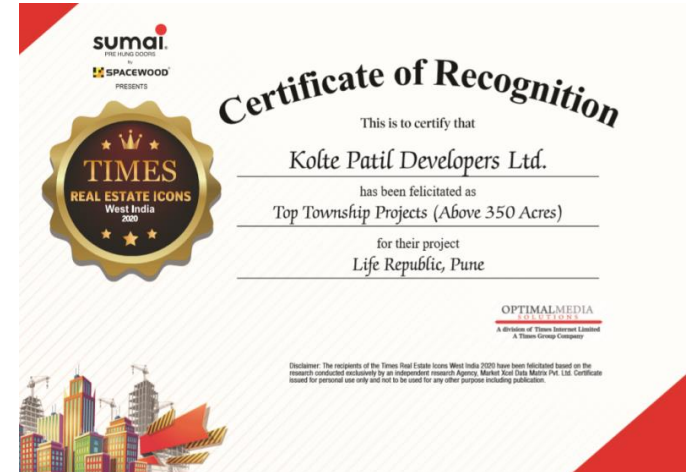 sumai.
PRE HUNG DOORS
by
SPACEWOOD
PRESENTS
TIMES
REAL ESTATE ICONS
West India
2020
Certificate of Recognition
This is to certify that
Kolte Patil Developers Ltd.
has been felicitated as
Top Township Projects (Above 350 Acres)
for their project
Life Republic, Pune
OPTIMALMEDIA
SOLUTIONS
A division of Times Internet Limited
A Times Group Company
Disclaimer: The recipients of the Times Real Estate Icons West India 2020 have been felicitated based on the
research conducted exclusively by an independent research Agency, Market Xcel Data Matrix Pvt. Ltd. Certificate
issued for personal use only and not to be used for any other purpose including publication.